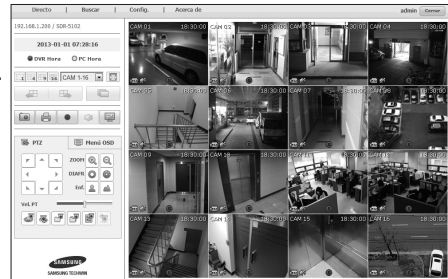 Directo | Buscar | Config. | Acerca de
admin Cerrar
192.168.1.200 / SDR-5102
2013-01-01 07:28:16
DVR Hora PC Hora
1 4 9 16 CAM 1-16
PTZ Menú OSD
ZOOM
DIAFR.
Enf.
Vel. PT
SAMSUNG
SAMSUNG TECHWIN
CAM 01 18:30:00
CAM 02 18:30:00
CAM 03 18:30:00
CAM 04 18:30:00
CAM 05 18:30:00
CAM 06 18:30:00
CAM 07 18:30:00
CAM 08 18:30:00
CAM 09 18:30:00
CAM 10 18:30:00
CAM 11 18:30:00
CAM 12 18:30:00
CAM 13 18:30:00
18:30:00
CAM 15 18:30:00
CAM 16 18:30:00